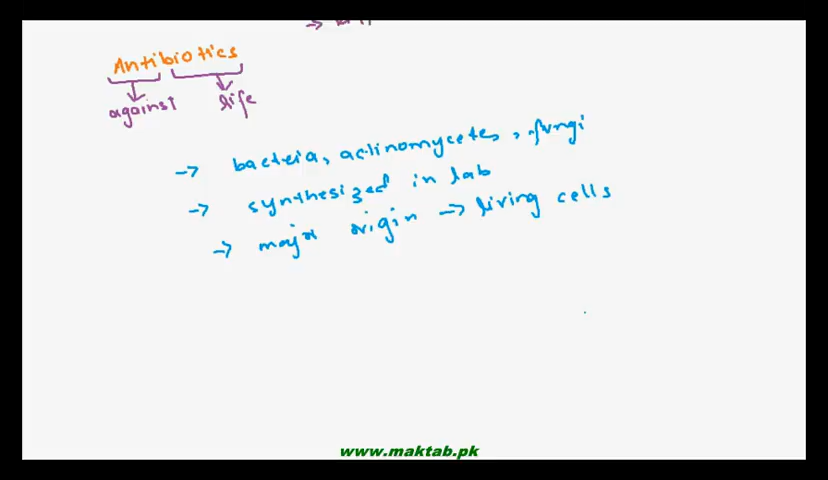 Antibiotics
against life
→ bacteria, actinomycetes, fungi
→ synthesized in lab
→ major origin → living cells
www.maktab.pk